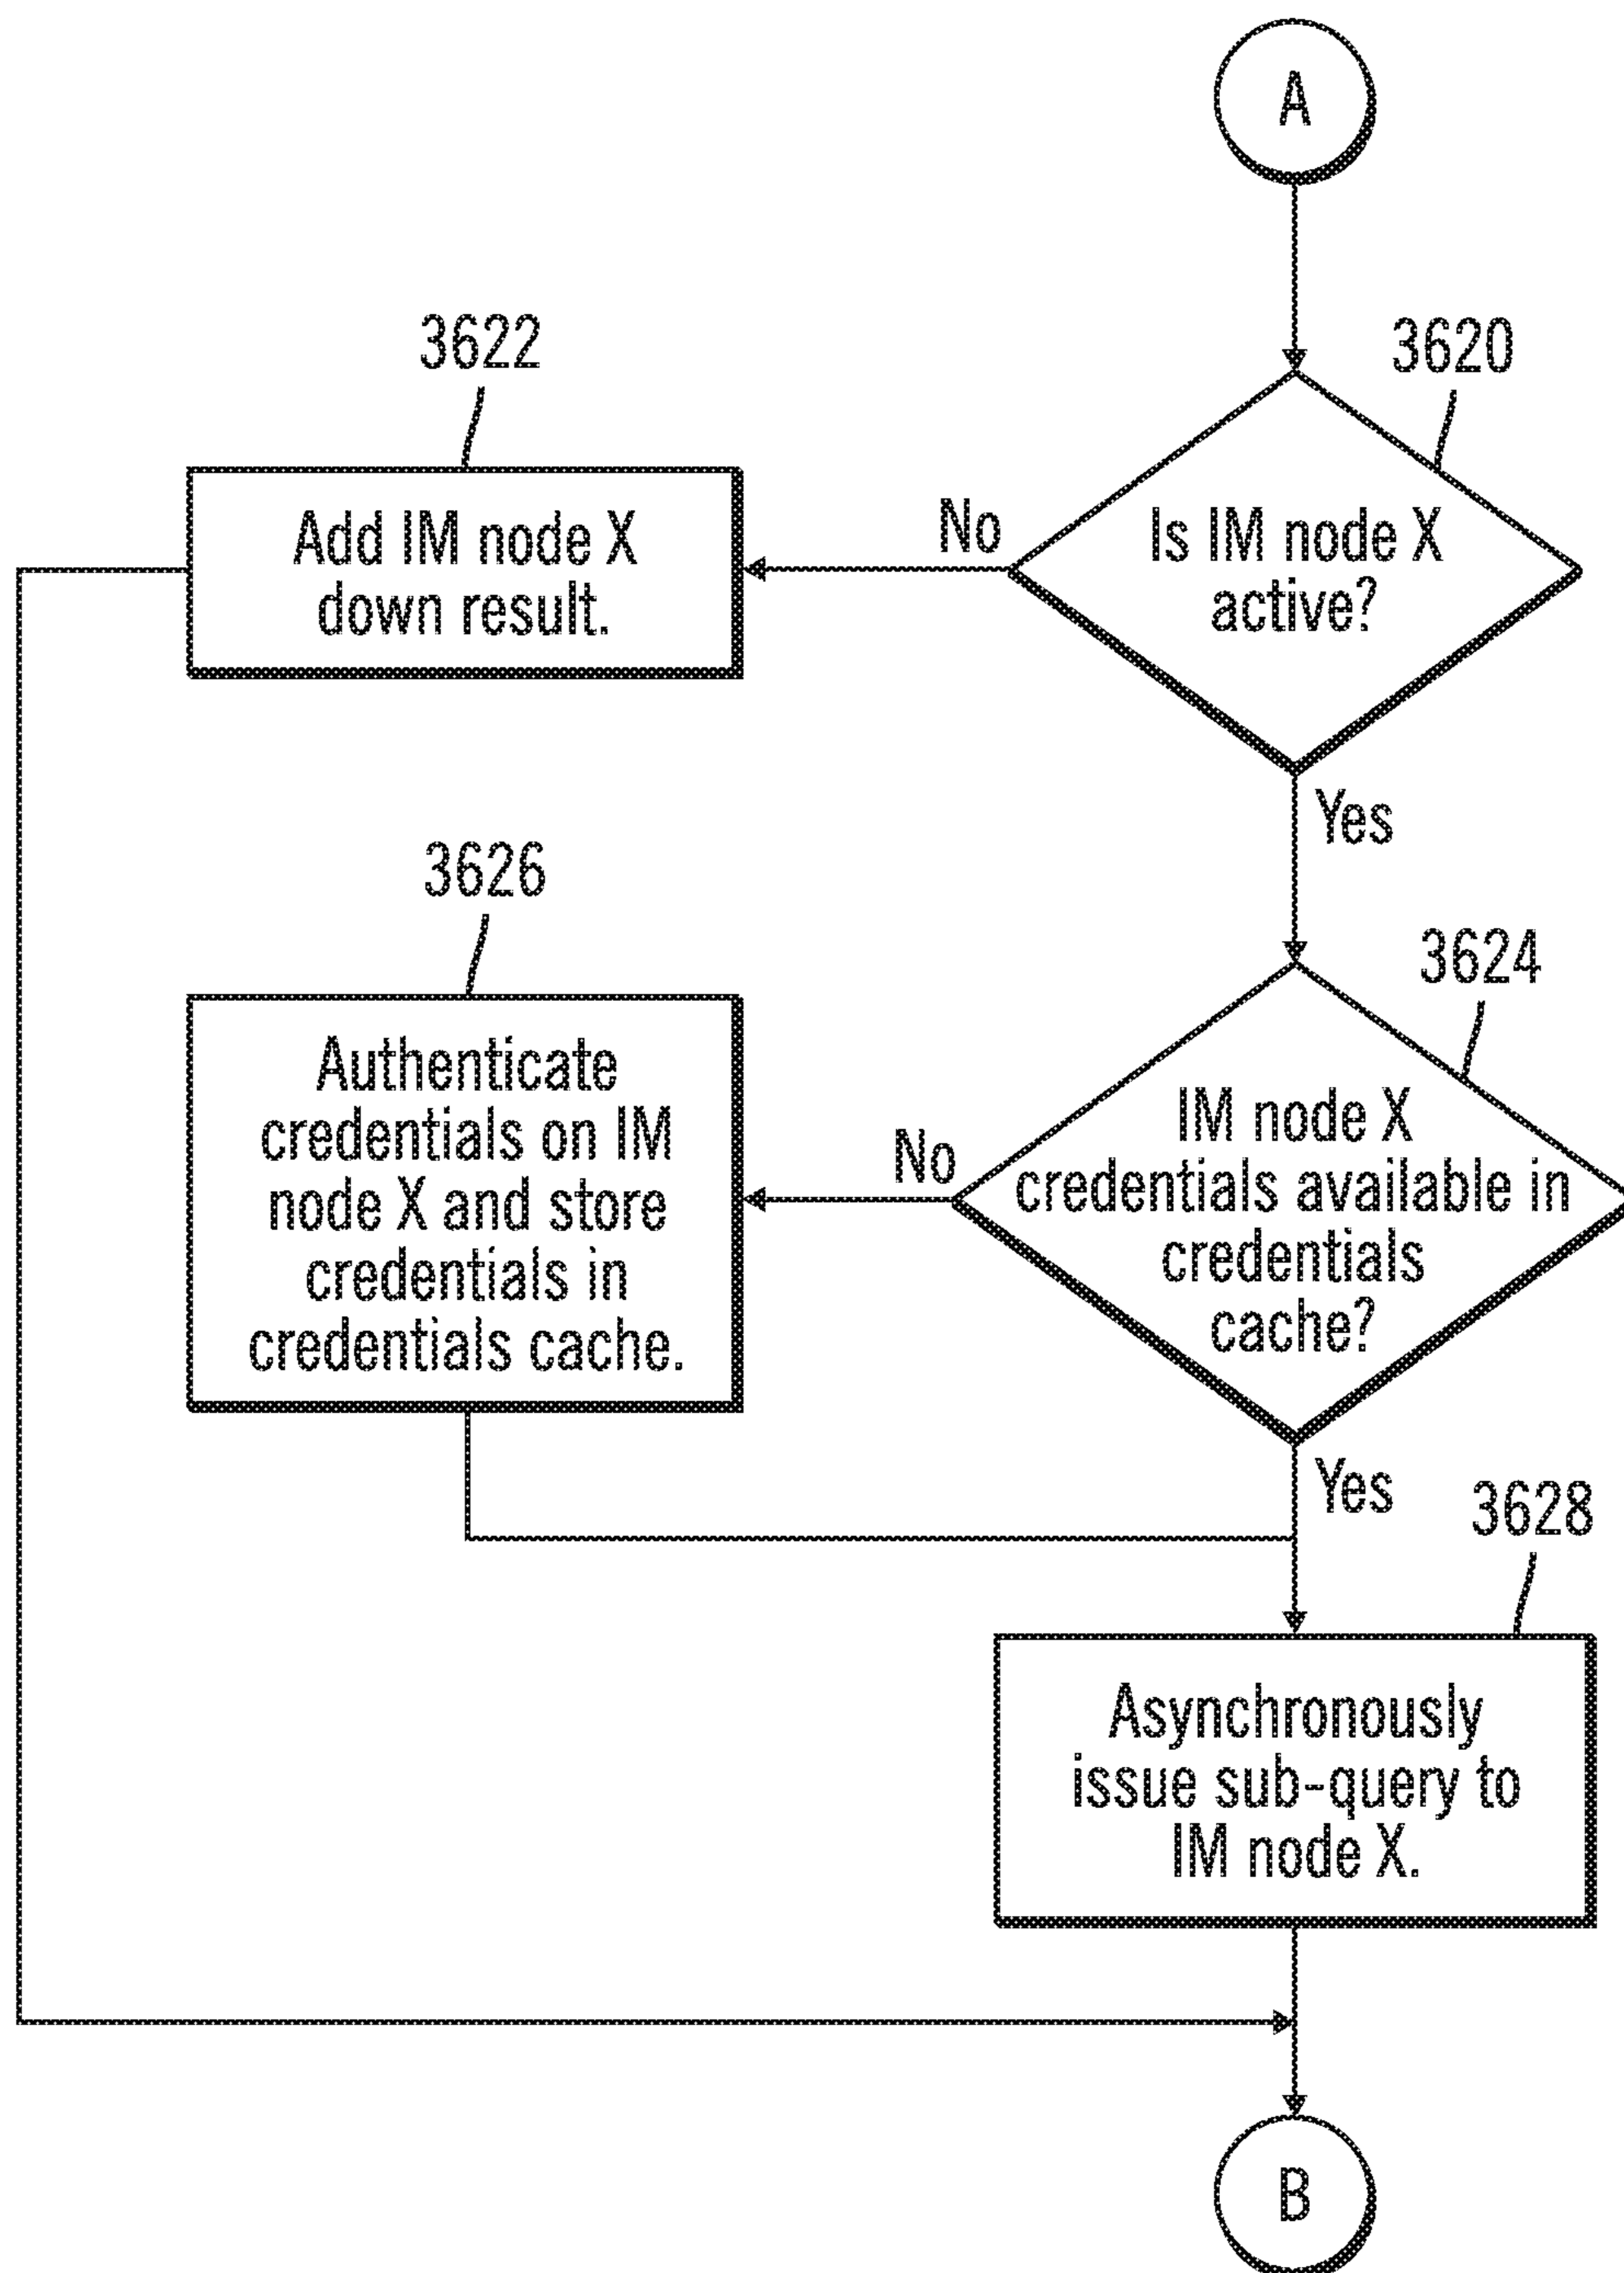 A
3620
Is IM node X
active?
No
3622
Add IM node X
down result.
Yes
3624
IM node X
credentials available in
credentials
cache?
No
3626
Authenticate
credentials on IM
node X and store
credentials in
credentials cache.
Yes
3628
Asynchronously
issue sub-query to
IM node X.
B